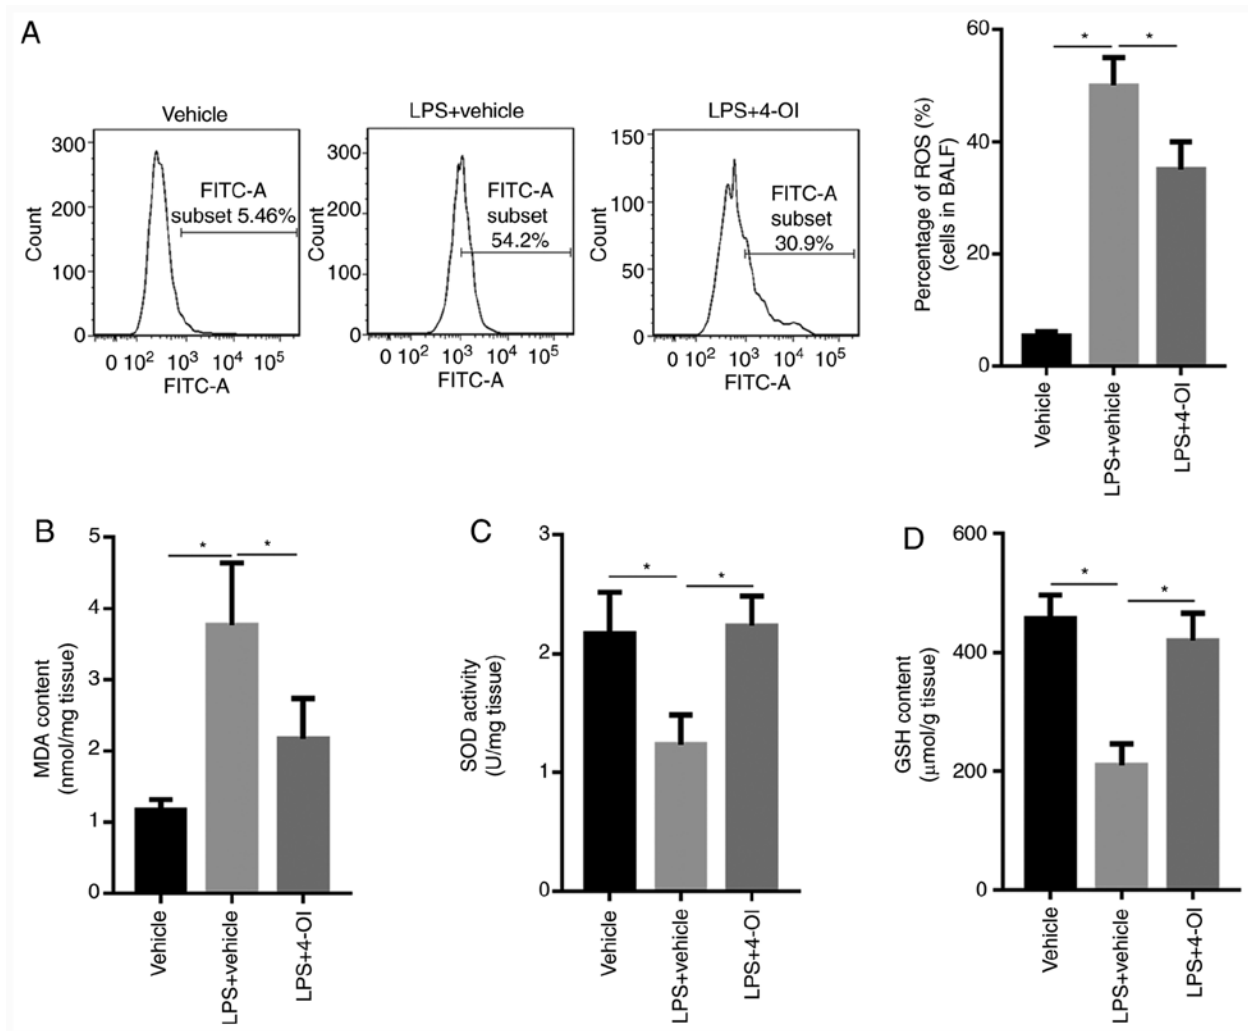 A
Vehicle
300
200
100
0
Count
FITC-A
subset 5.46%
0 10² 10³ 10⁴ 10⁵
FITC-A
LPS+vehicle
300
200
100
0
Count
FITC-A
subset
54.2%
0 10² 10³ 10⁴ 10⁵
FITC-A
LPS+4-OI
150
100
50
0
Count
FITC-A
subset
30.9%
0 10² 10³ 10⁴ 10⁵
FITC-A
60
40
20
0
Percentage of ROS (%)
(cells in BALF)
* *
Vehicle
LPS+vehicle
LPS+4-OI
B
5
4
3
2
1
0
MDA content
(nmol/mg tissue)
* *
Vehicle
LPS+vehicle
LPS+4-OI
C
3
2
1
0
SOD activity
(U/mg tissue)
* *
Vehicle
LPS+vehicle
LPS+4-OI
D
600
400
200
0
GSH content
(μmol/g tissue)
* *
Vehicle
LPS+vehicle
LPS+4-OI